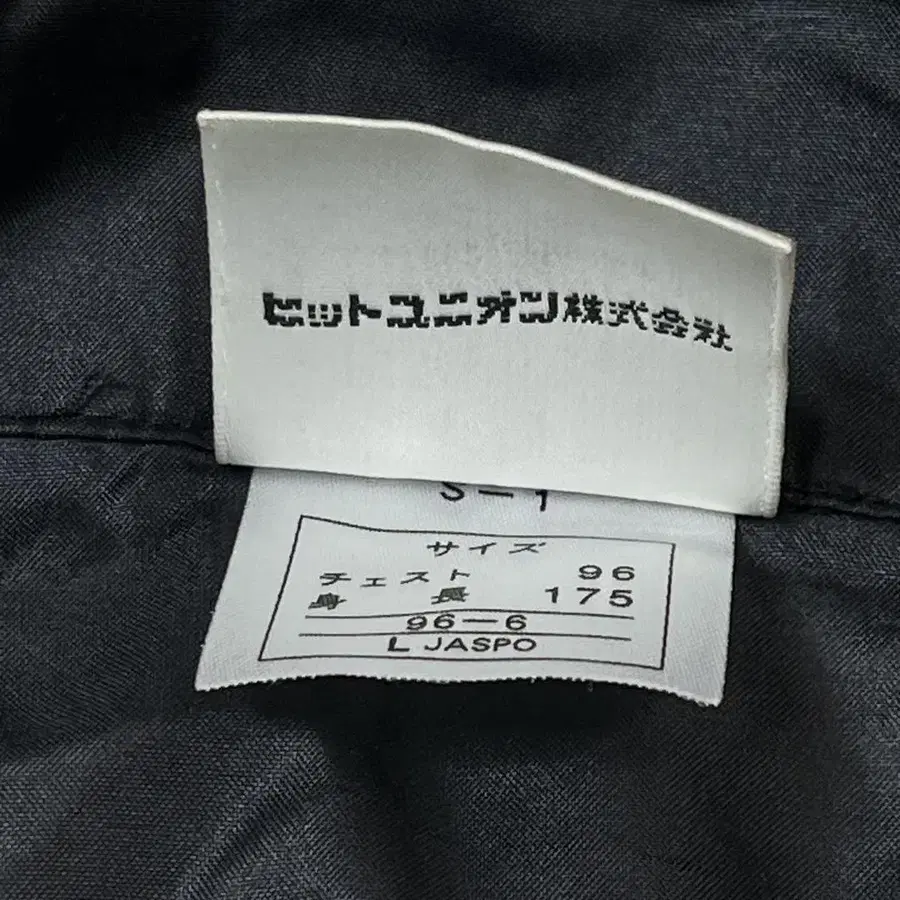 ヒットユニオン株式会社
S-1
サイズ
チェスト 96
身長 175
96-6
L JASPO